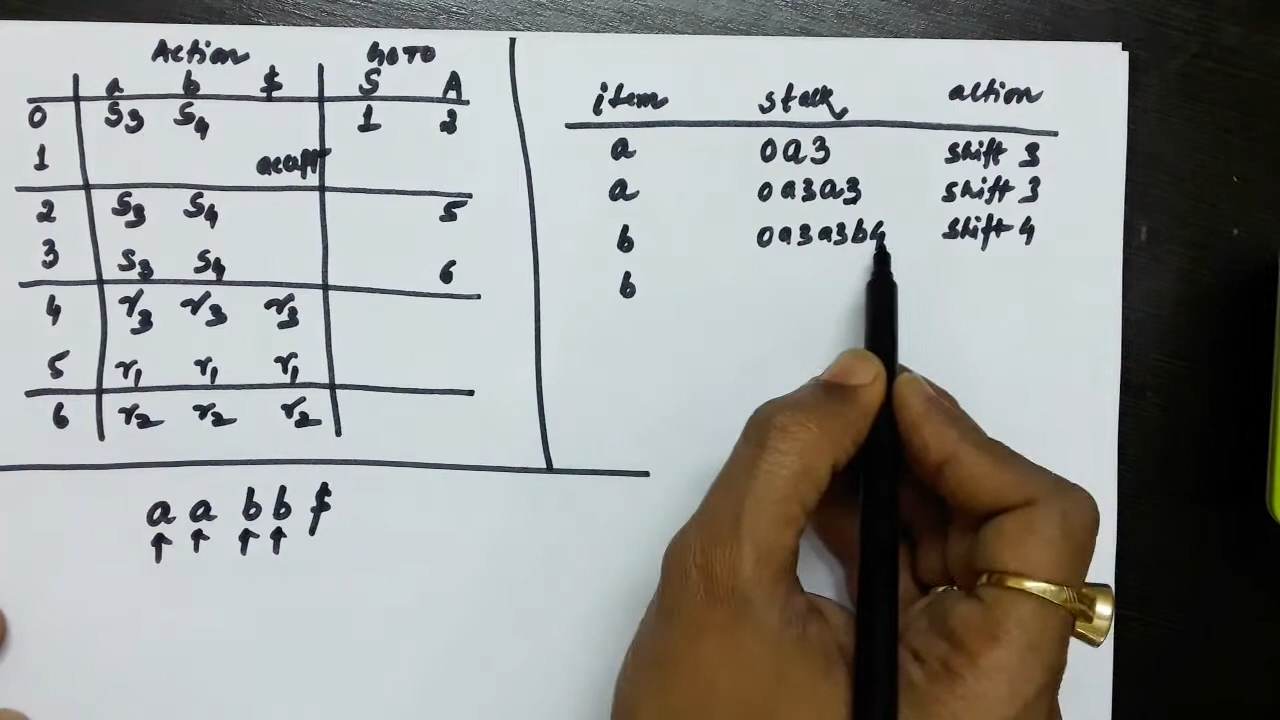 Action GOTO
a b $ S A
0 S3 S4 1 2
1 accept
2 S3 S4 5
3 S3 S4 6
4 r3 r3 r3
5 r1 r1 r1
6 r2 r2 r2
a a b b $
↑ ↑ ↑ ↑
item stack action
a 0a3 shift 3
a 0a3a3 shift 3
b 0a3a3b4 shift 4
b